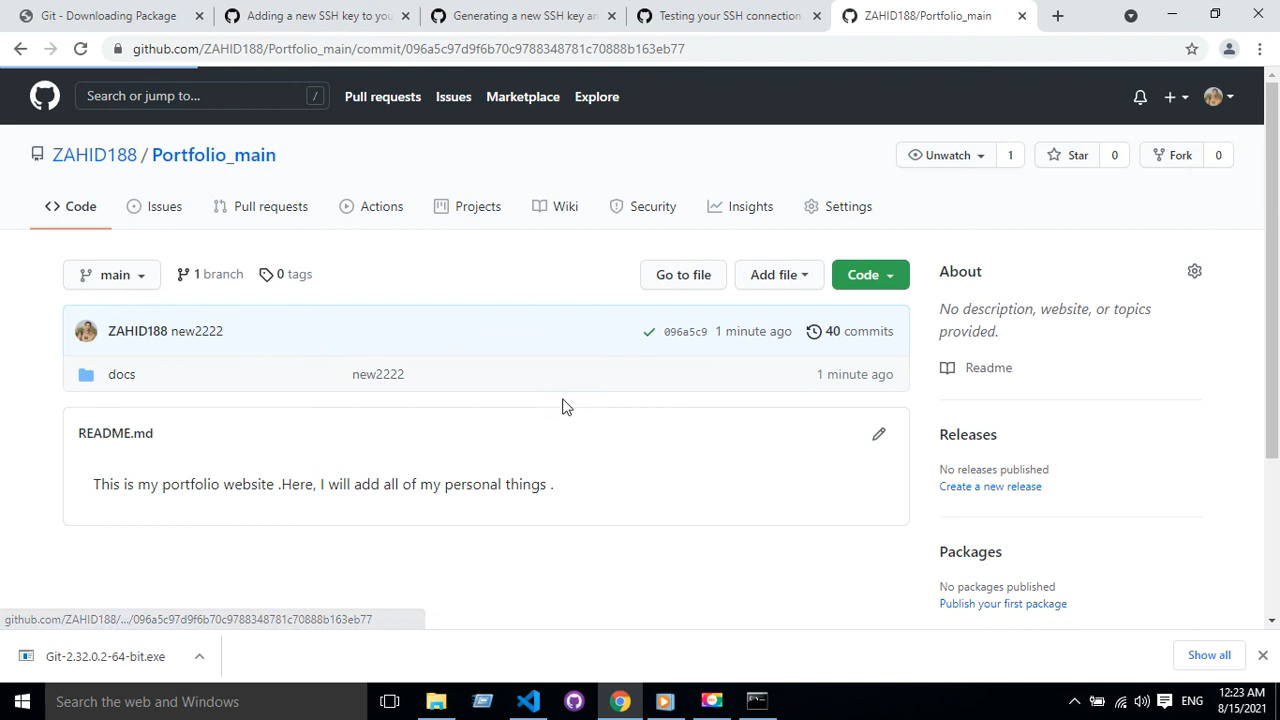 Git - Downloading Package
Adding a new SSH key to you
Generating a new SSH key an
Testing your SSH connection
ZAHID188/Portfolio_main
github.com/ZAHID188/Portfolio_main/commit/096a5c97d9f6b70c9788348781c70888b163eb77
Search or jump to...
/
Pull requests
Issues
Marketplace
Explore
ZAHID188 / Portfolio_main
Unwatch 1
Star 0
Fork 0
Code
Issues
Pull requests
Actions
Projects
Wiki
Security
Insights
Settings
main
1 branch
0 tags
Go to file
Add file
Code
ZAHID188 new2222
096a5c9 1 minute ago
40 commits
docs
new2222
1 minute ago
README.md
This is my portfolio website .Here, I will add all of my personal things .
About
No description, website, or topics
provided.
Readme
Releases
No releases published
Create a new release
Packages
No packages published
Publish your first package
github.com/ZAHID188/.../096a5c97d9f6b70c9788348781c70888b163eb77
Git-2.32.0.2-64-bit.exe
Show all
Search the web and Windows
ENG
12:23 AM
8/15/2021